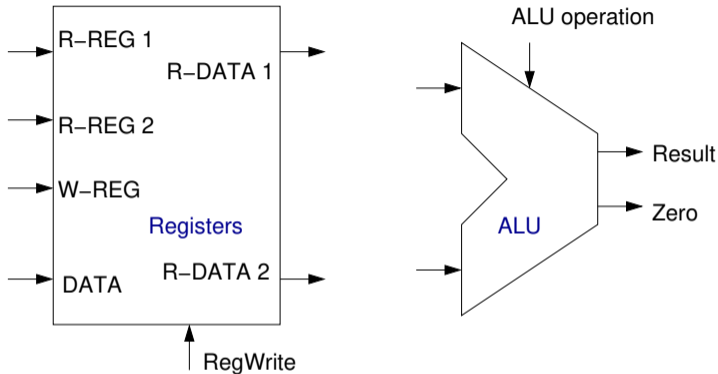 R−REG 1
R−DATA 1
R−REG 2
W−REG
Registers
R−DATA 2
DATA
RegWrite
ALU operation
Result
Zero
ALU